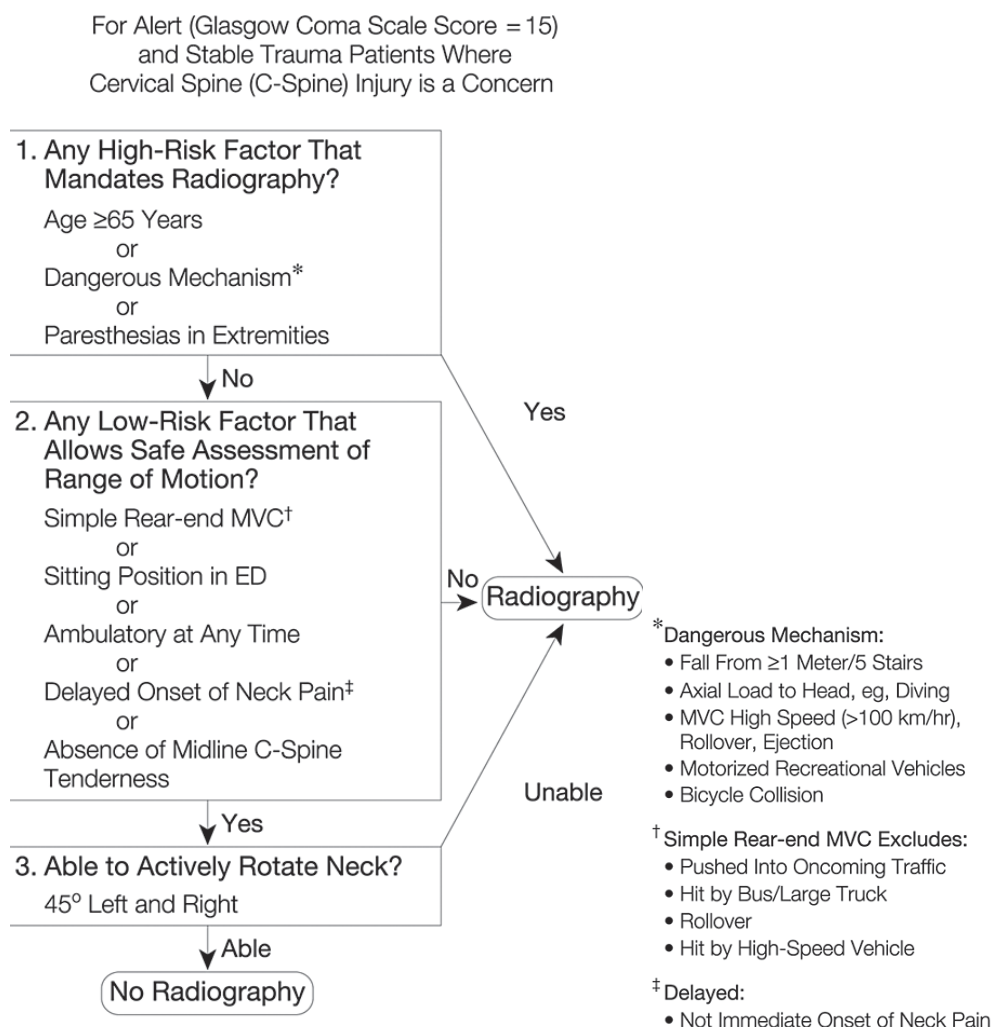 For Alert (Glasgow Coma Scale Score = 15)
and Stable Trauma Patients Where
Cervical Spine (C-Spine) Injury is a Concern
1. Any High-Risk Factor That
Mandates Radiography?
Age ≥65 Years
or
Dangerous Mechanism*
or
Paresthesias in Extremities
No
Yes
2. Any Low-Risk Factor That
Allows Safe Assessment of
Range of Motion?
Simple Rear-end MVC†
or
Sitting Position in ED
or
Ambulatory at Any Time
or
Delayed Onset of Neck Pain‡
or
Absence of Midline C-Spine
Tenderness
No
Radiography
Yes
Unable
3. Able to Actively Rotate Neck?
45° Left and Right
Able
No Radiography
*Dangerous Mechanism:
• Fall From ≥1 Meter/5 Stairs
• Axial Load to Head, eg, Diving
• MVC High Speed (>100 km/hr),
Rollover, Ejection
• Motorized Recreational Vehicles
• Bicycle Collision
†Simple Rear-end MVC Excludes:
• Pushed Into Oncoming Traffic
• Hit by Bus/Large Truck
• Rollover
• Hit by High-Speed Vehicle
‡Delayed:
• Not Immediate Onset of Neck Pain